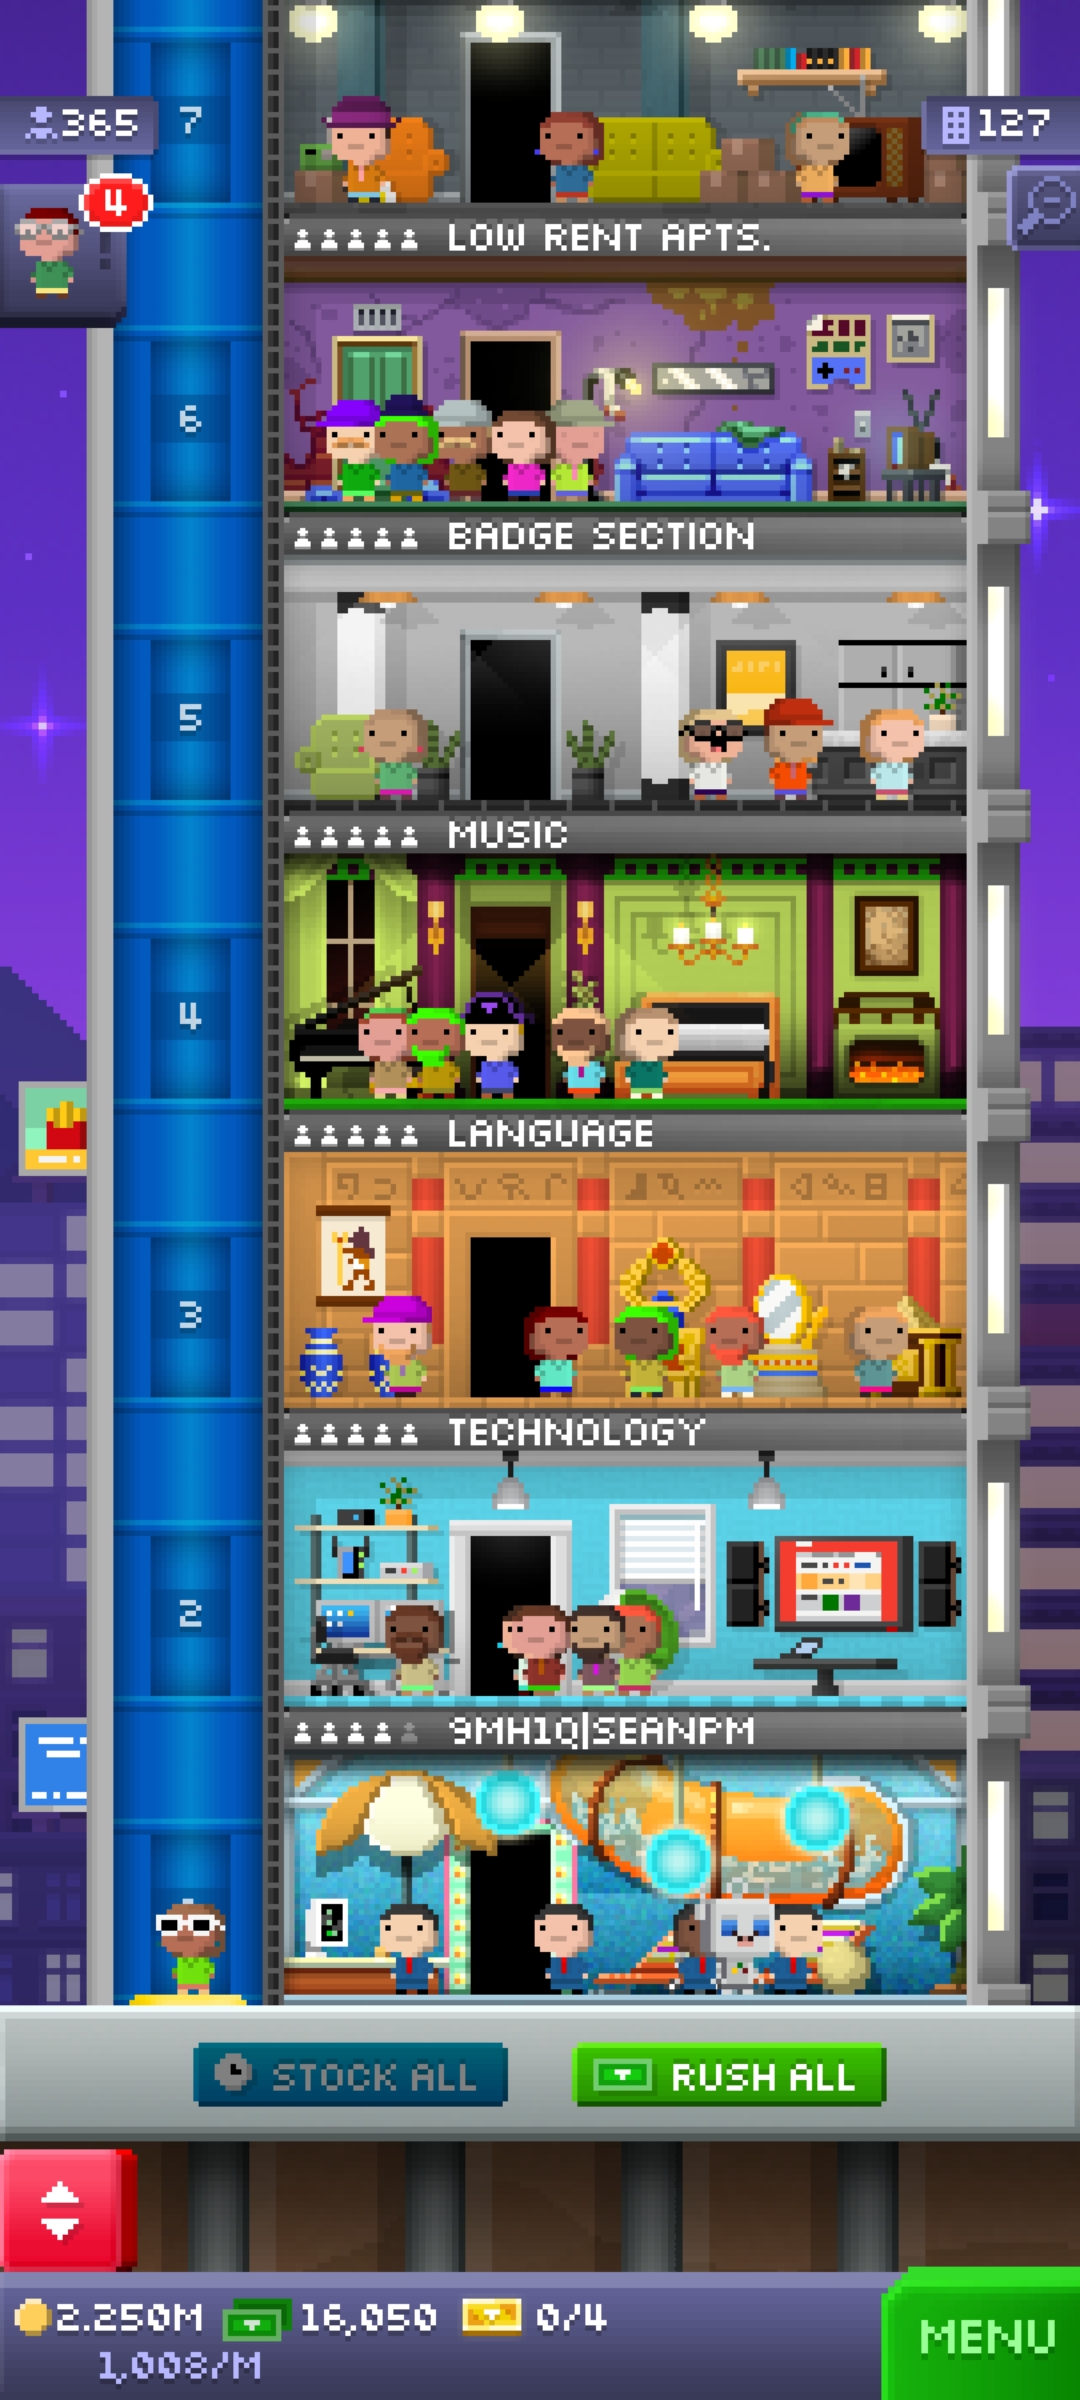 7
365
127
4
LOW RENT APTS.
6
BADGE SECTION
5
MUSIC
4
LANGUAGE
3
TECHNOLOGY
2
9MH1Q|SEANPM
STOCK ALL
RUSH ALL
2.250M
16,050
0/4
MENU
1,008/M